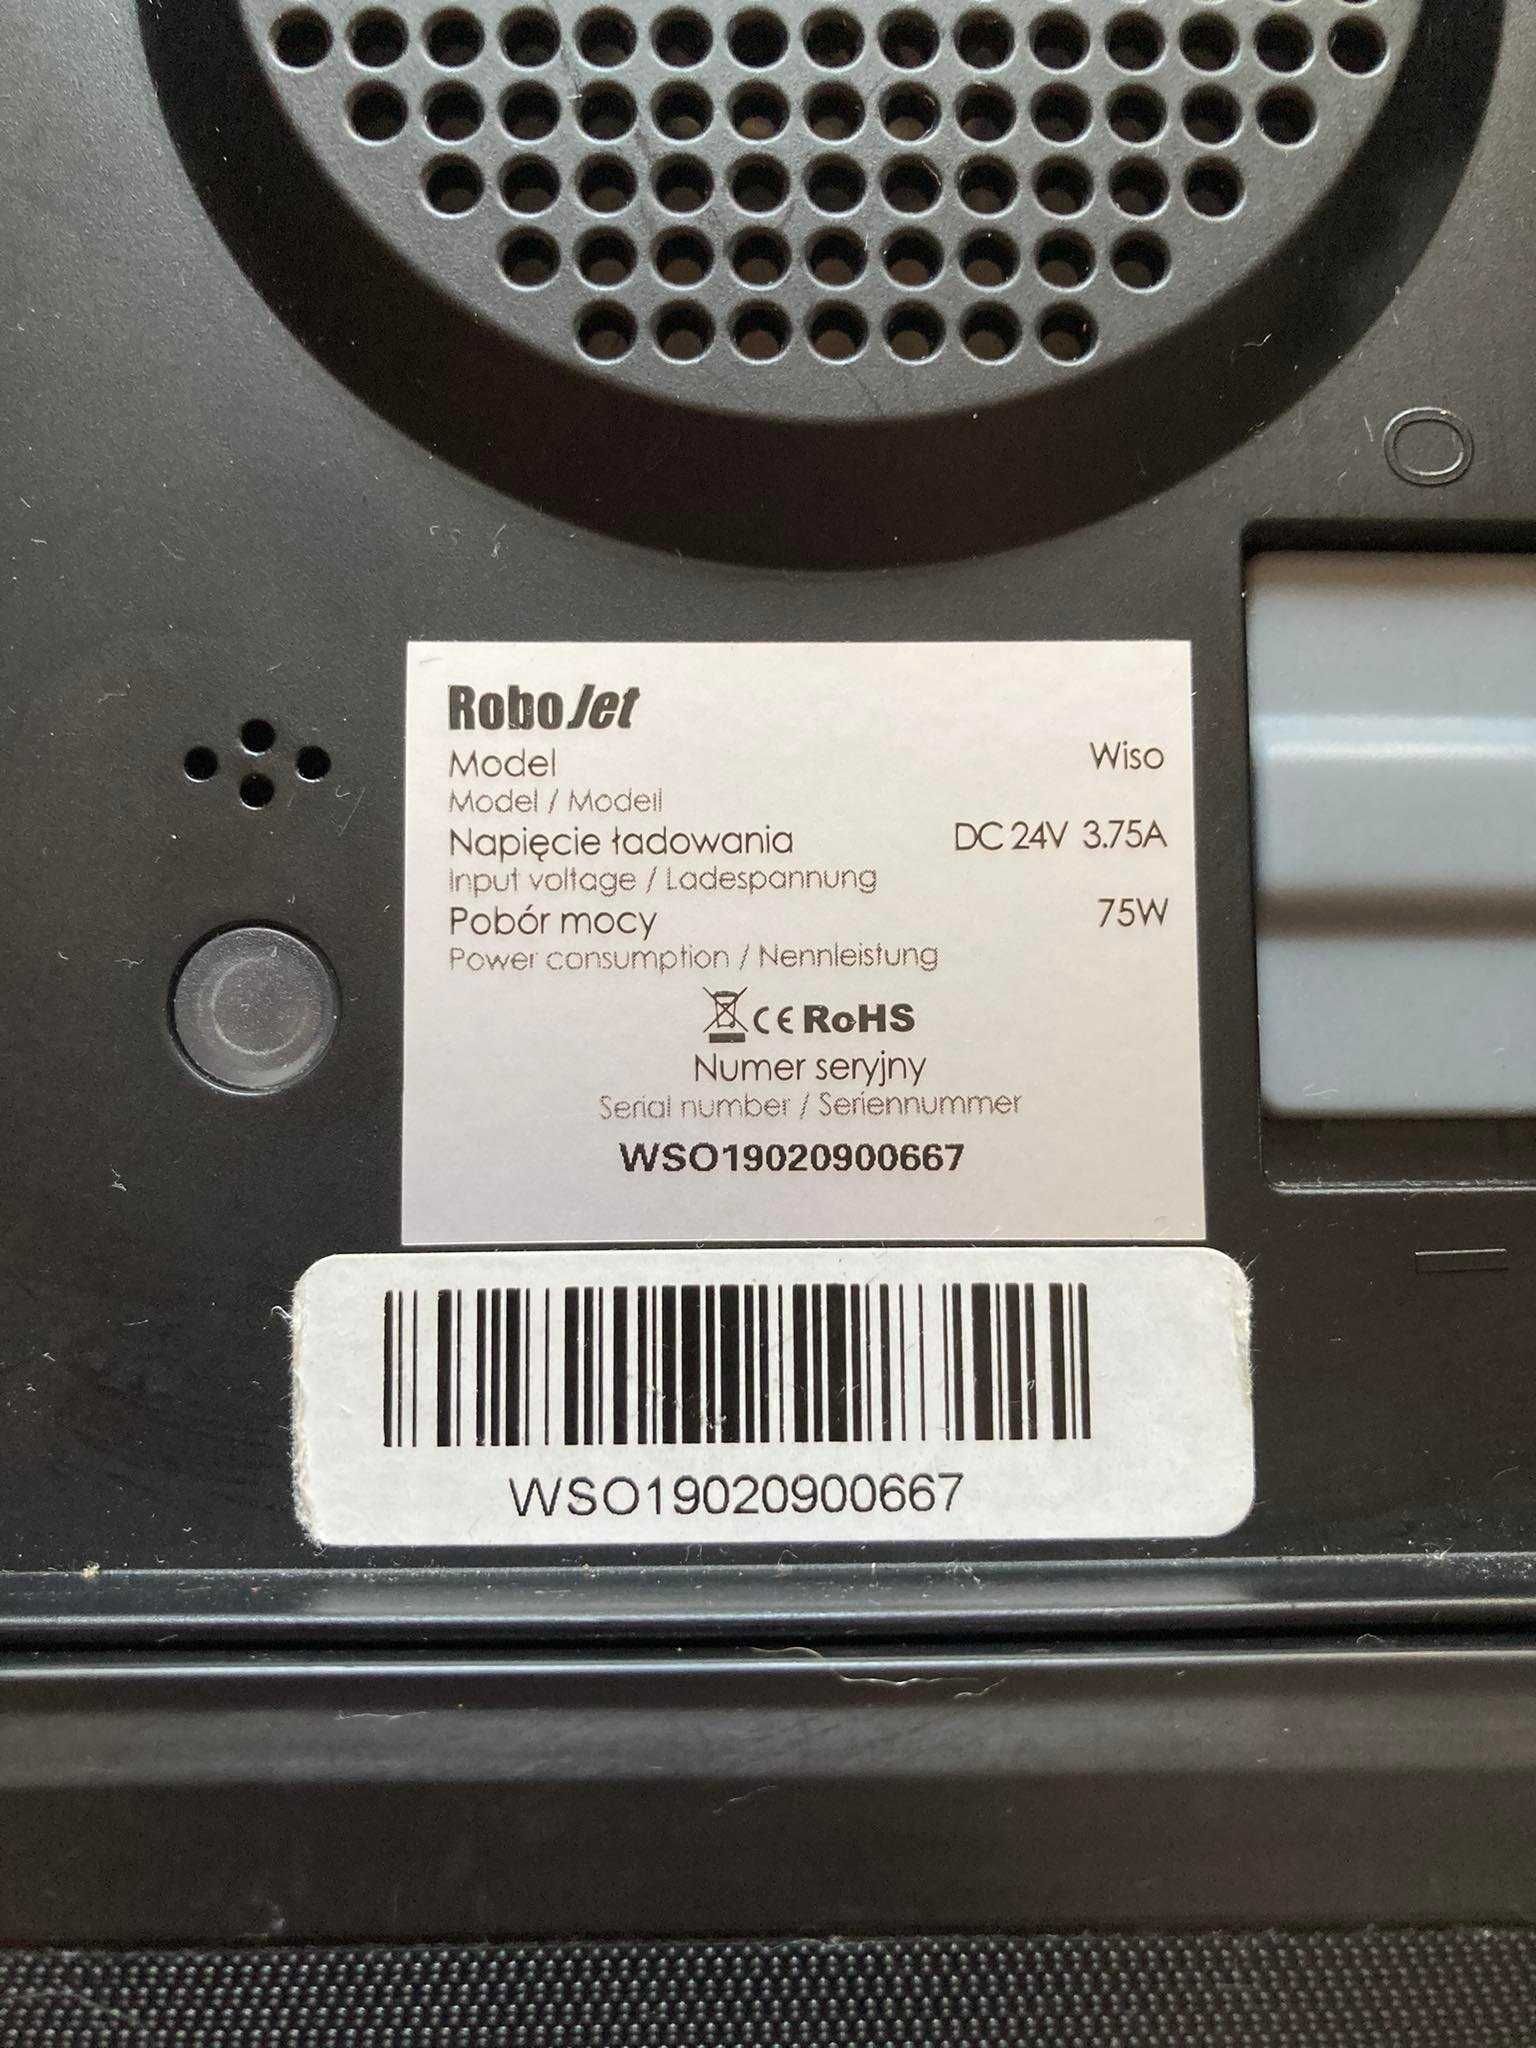 RoboJet
Model Wiso
Model / Modell
Napięcie ładowania DC 24V 3.75A
Input voltage / Ladespannung
Pobór mocy 75W
Power consumption / Nennleistung
CE RoHS
Numer seryjny
Serial number / Seriennummer
WSO19020900667
WSO19020900667